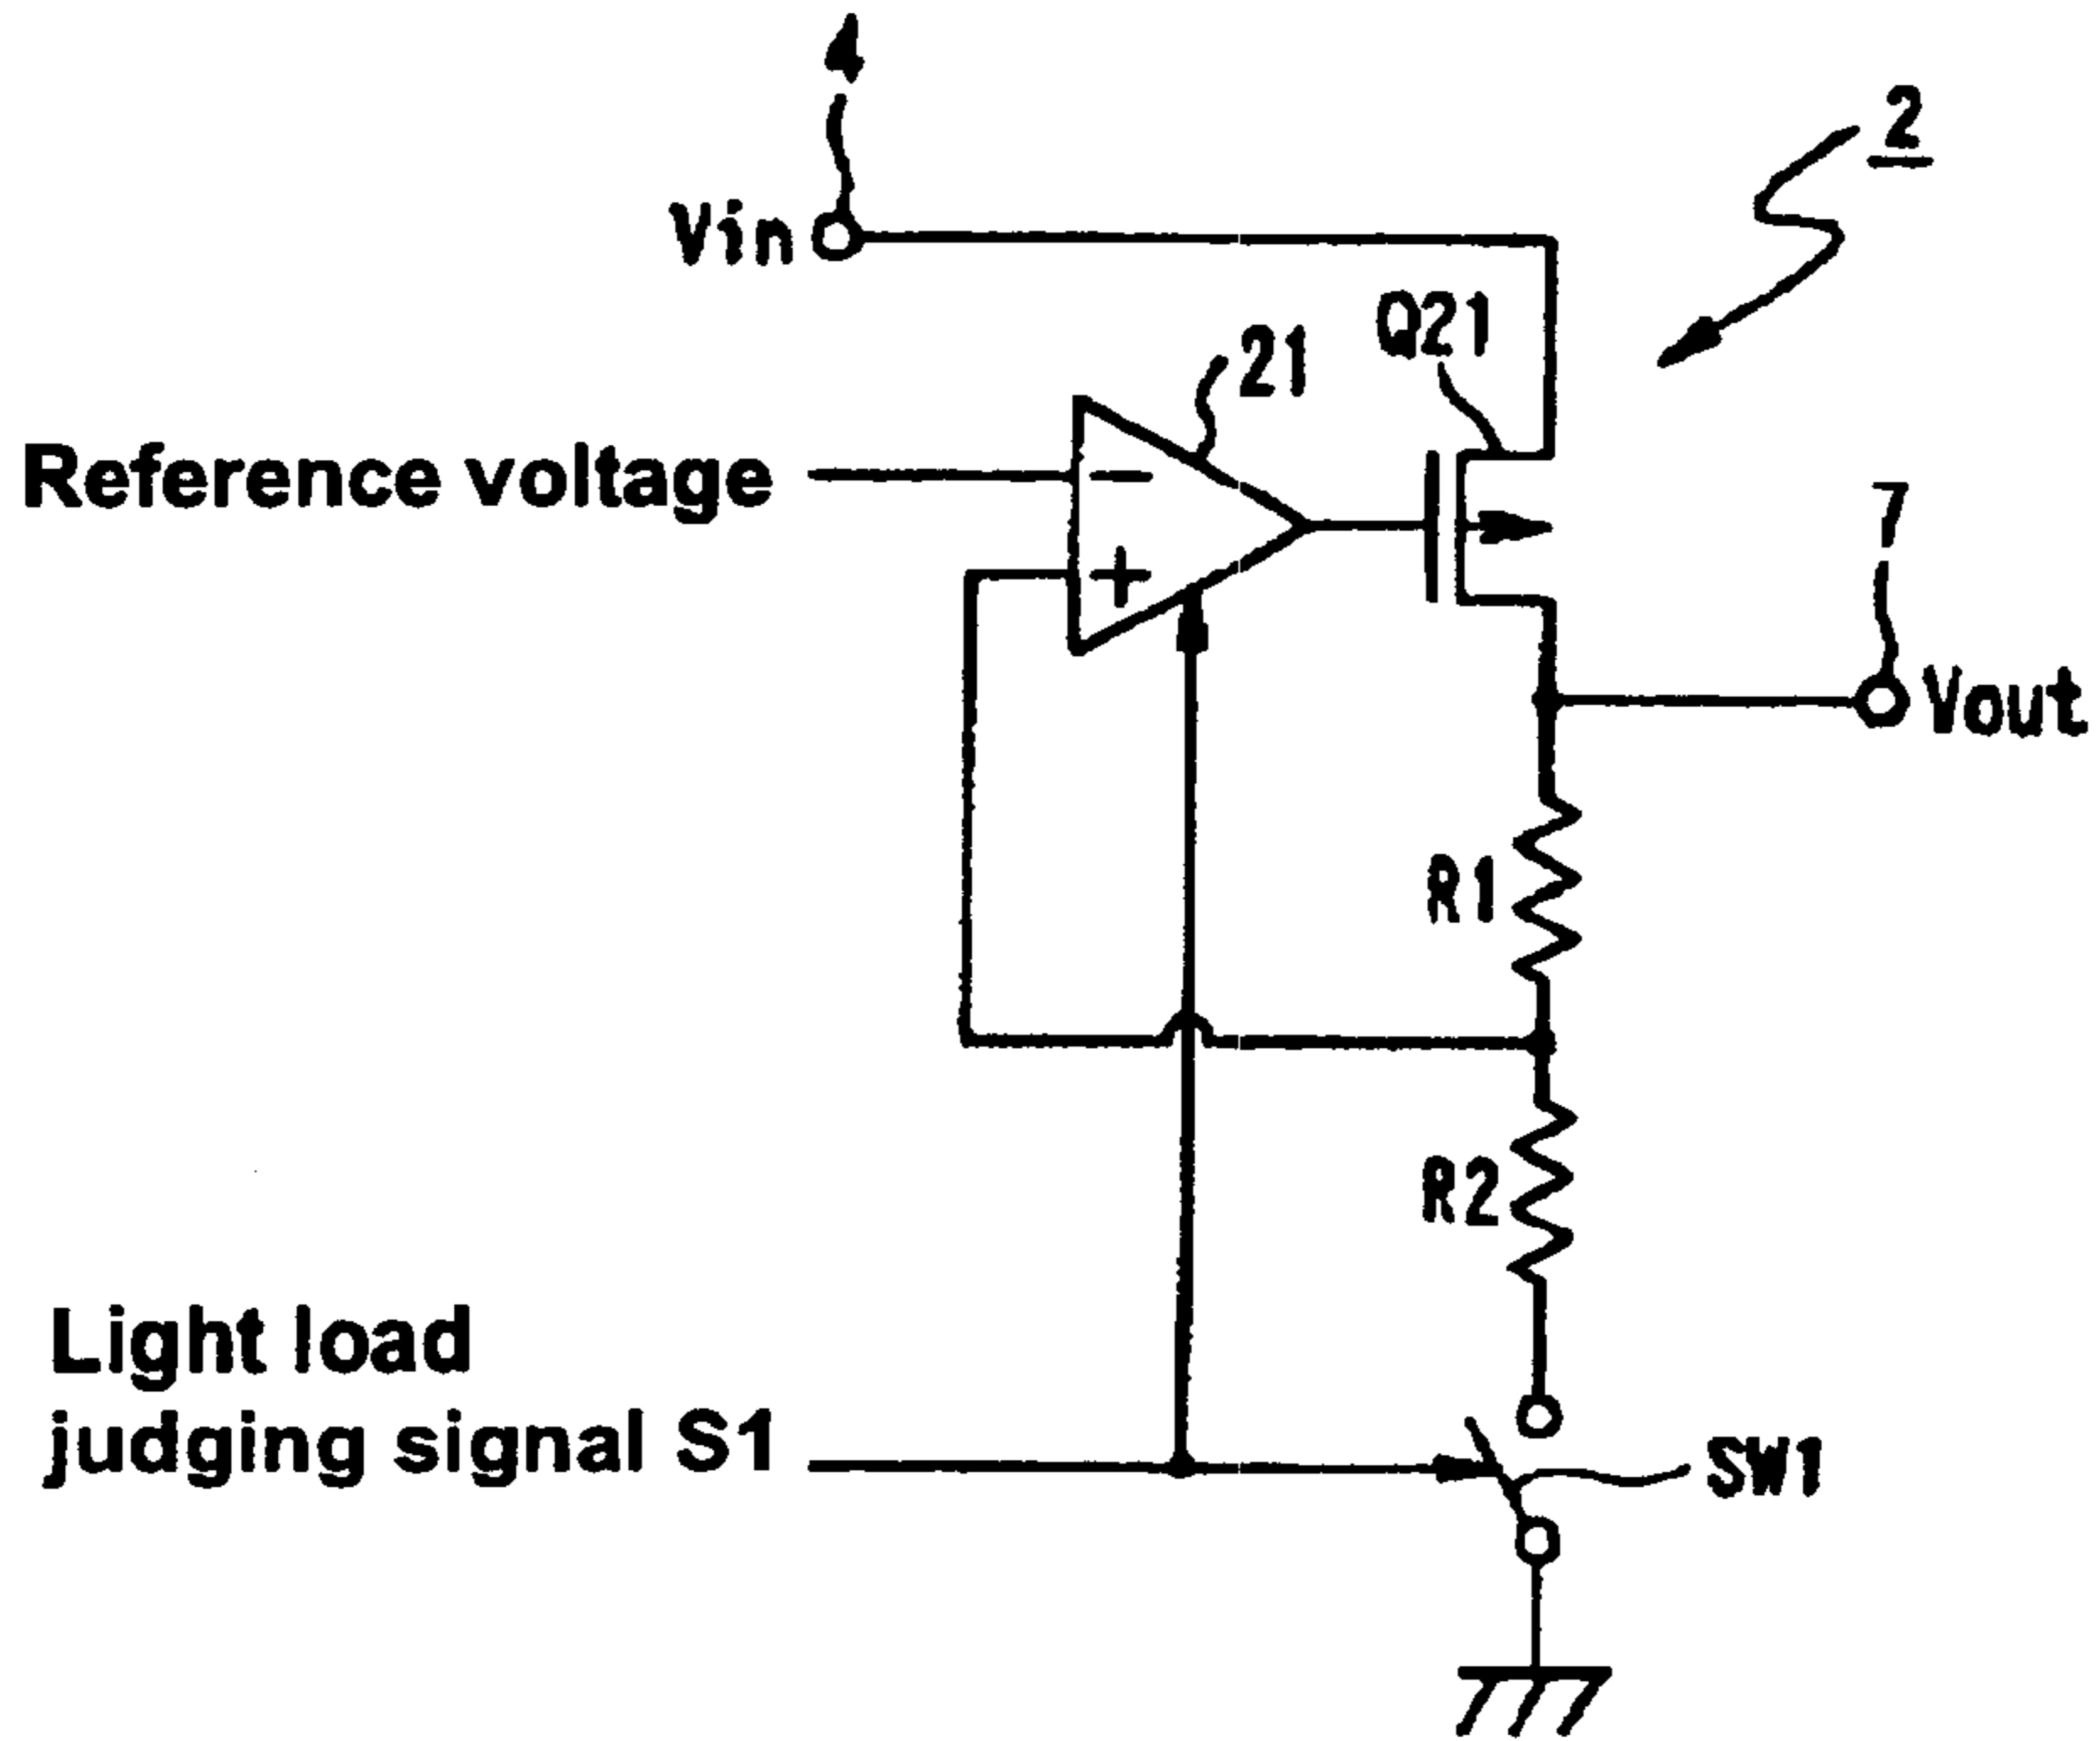 4
2
Vin
Q21
21
Reference voltage
−
+
7
Vout
R1
R2
Light load
judging signal S1
SW1